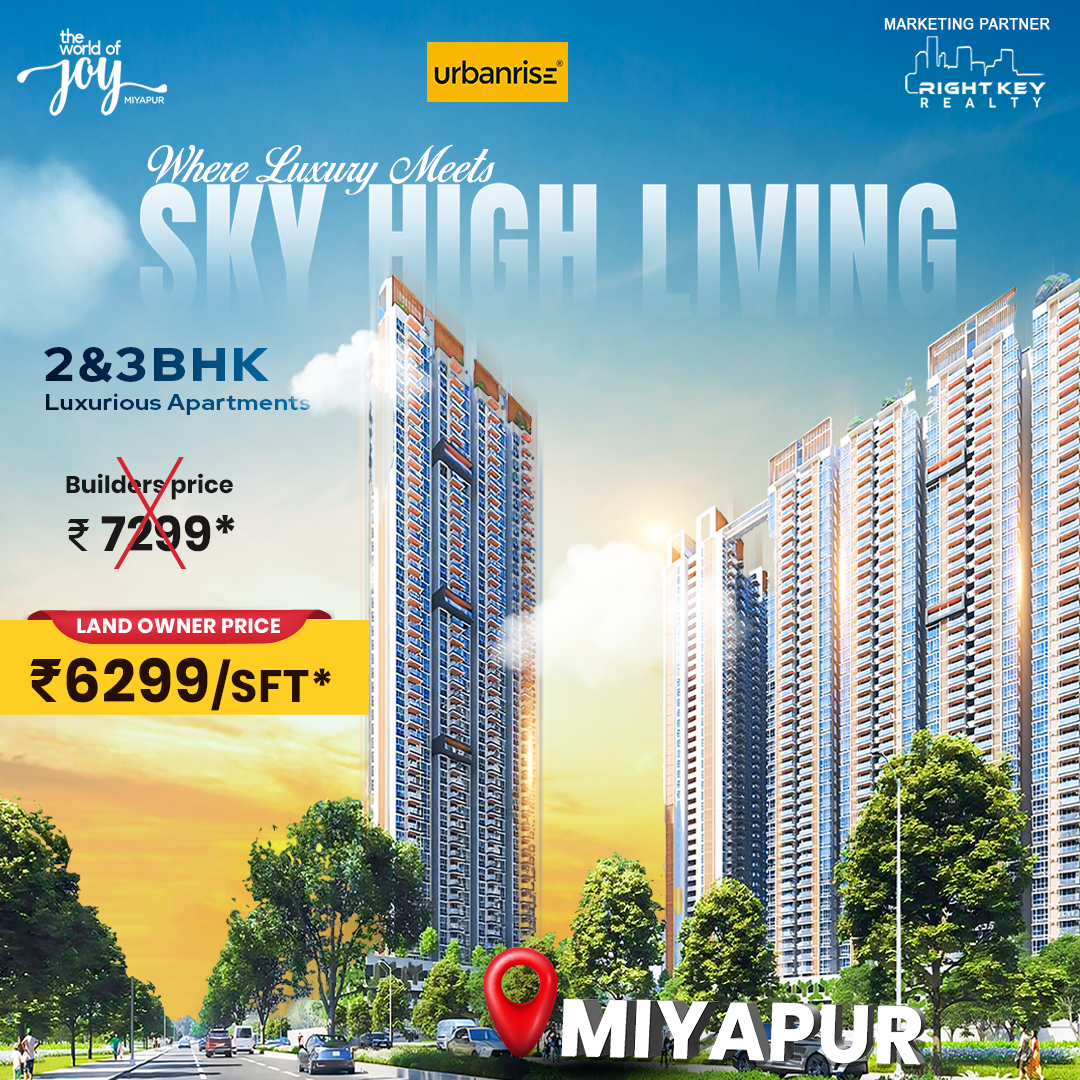 the
world of
joy
MIYAPUR
urbanrise®
MARKETING PARTNER
RIGHT KEY
REALTY
Where Luxury Meets
SKY HIGH LIVING
2&3BHK
Luxurious Apartments
Builders price
₹ 7299*
LAND OWNER PRICE
₹6299/SFT*
MIYAPUR